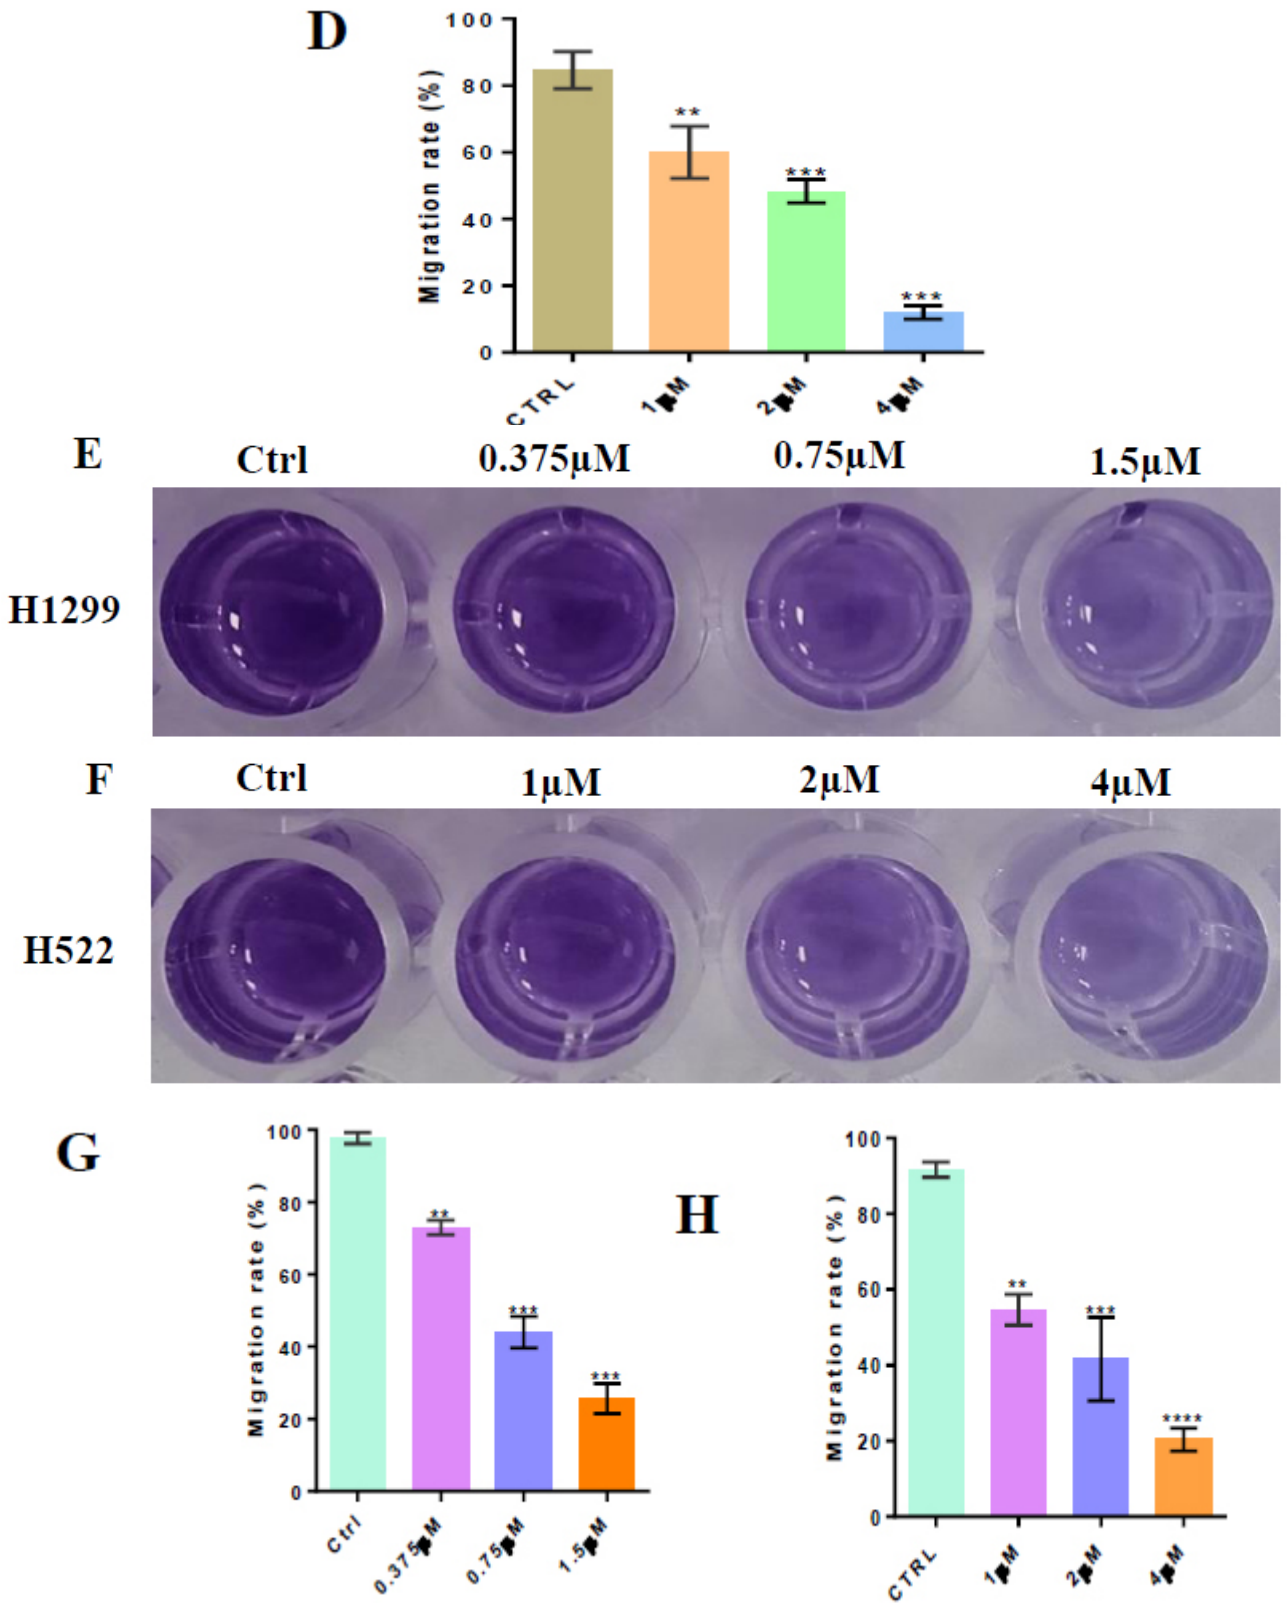 D
Migration rate (%)
100
80
60
40
20
0
**
***
***
CTRL
1μM
2μM
4μM
E
Ctrl
0.375μM
0.75μM
1.5μM
H1299
F
Ctrl
1μM
2μM
4μM
H522
G
Migration rate (%)
100
80
60
40
20
0
**
***
***
Ctrl
0.375μM
0.75μM
1.5μM
H
Migration rate (%)
100
80
60
40
20
0
**
***
****
CTRL
1μM
2μM
4μM